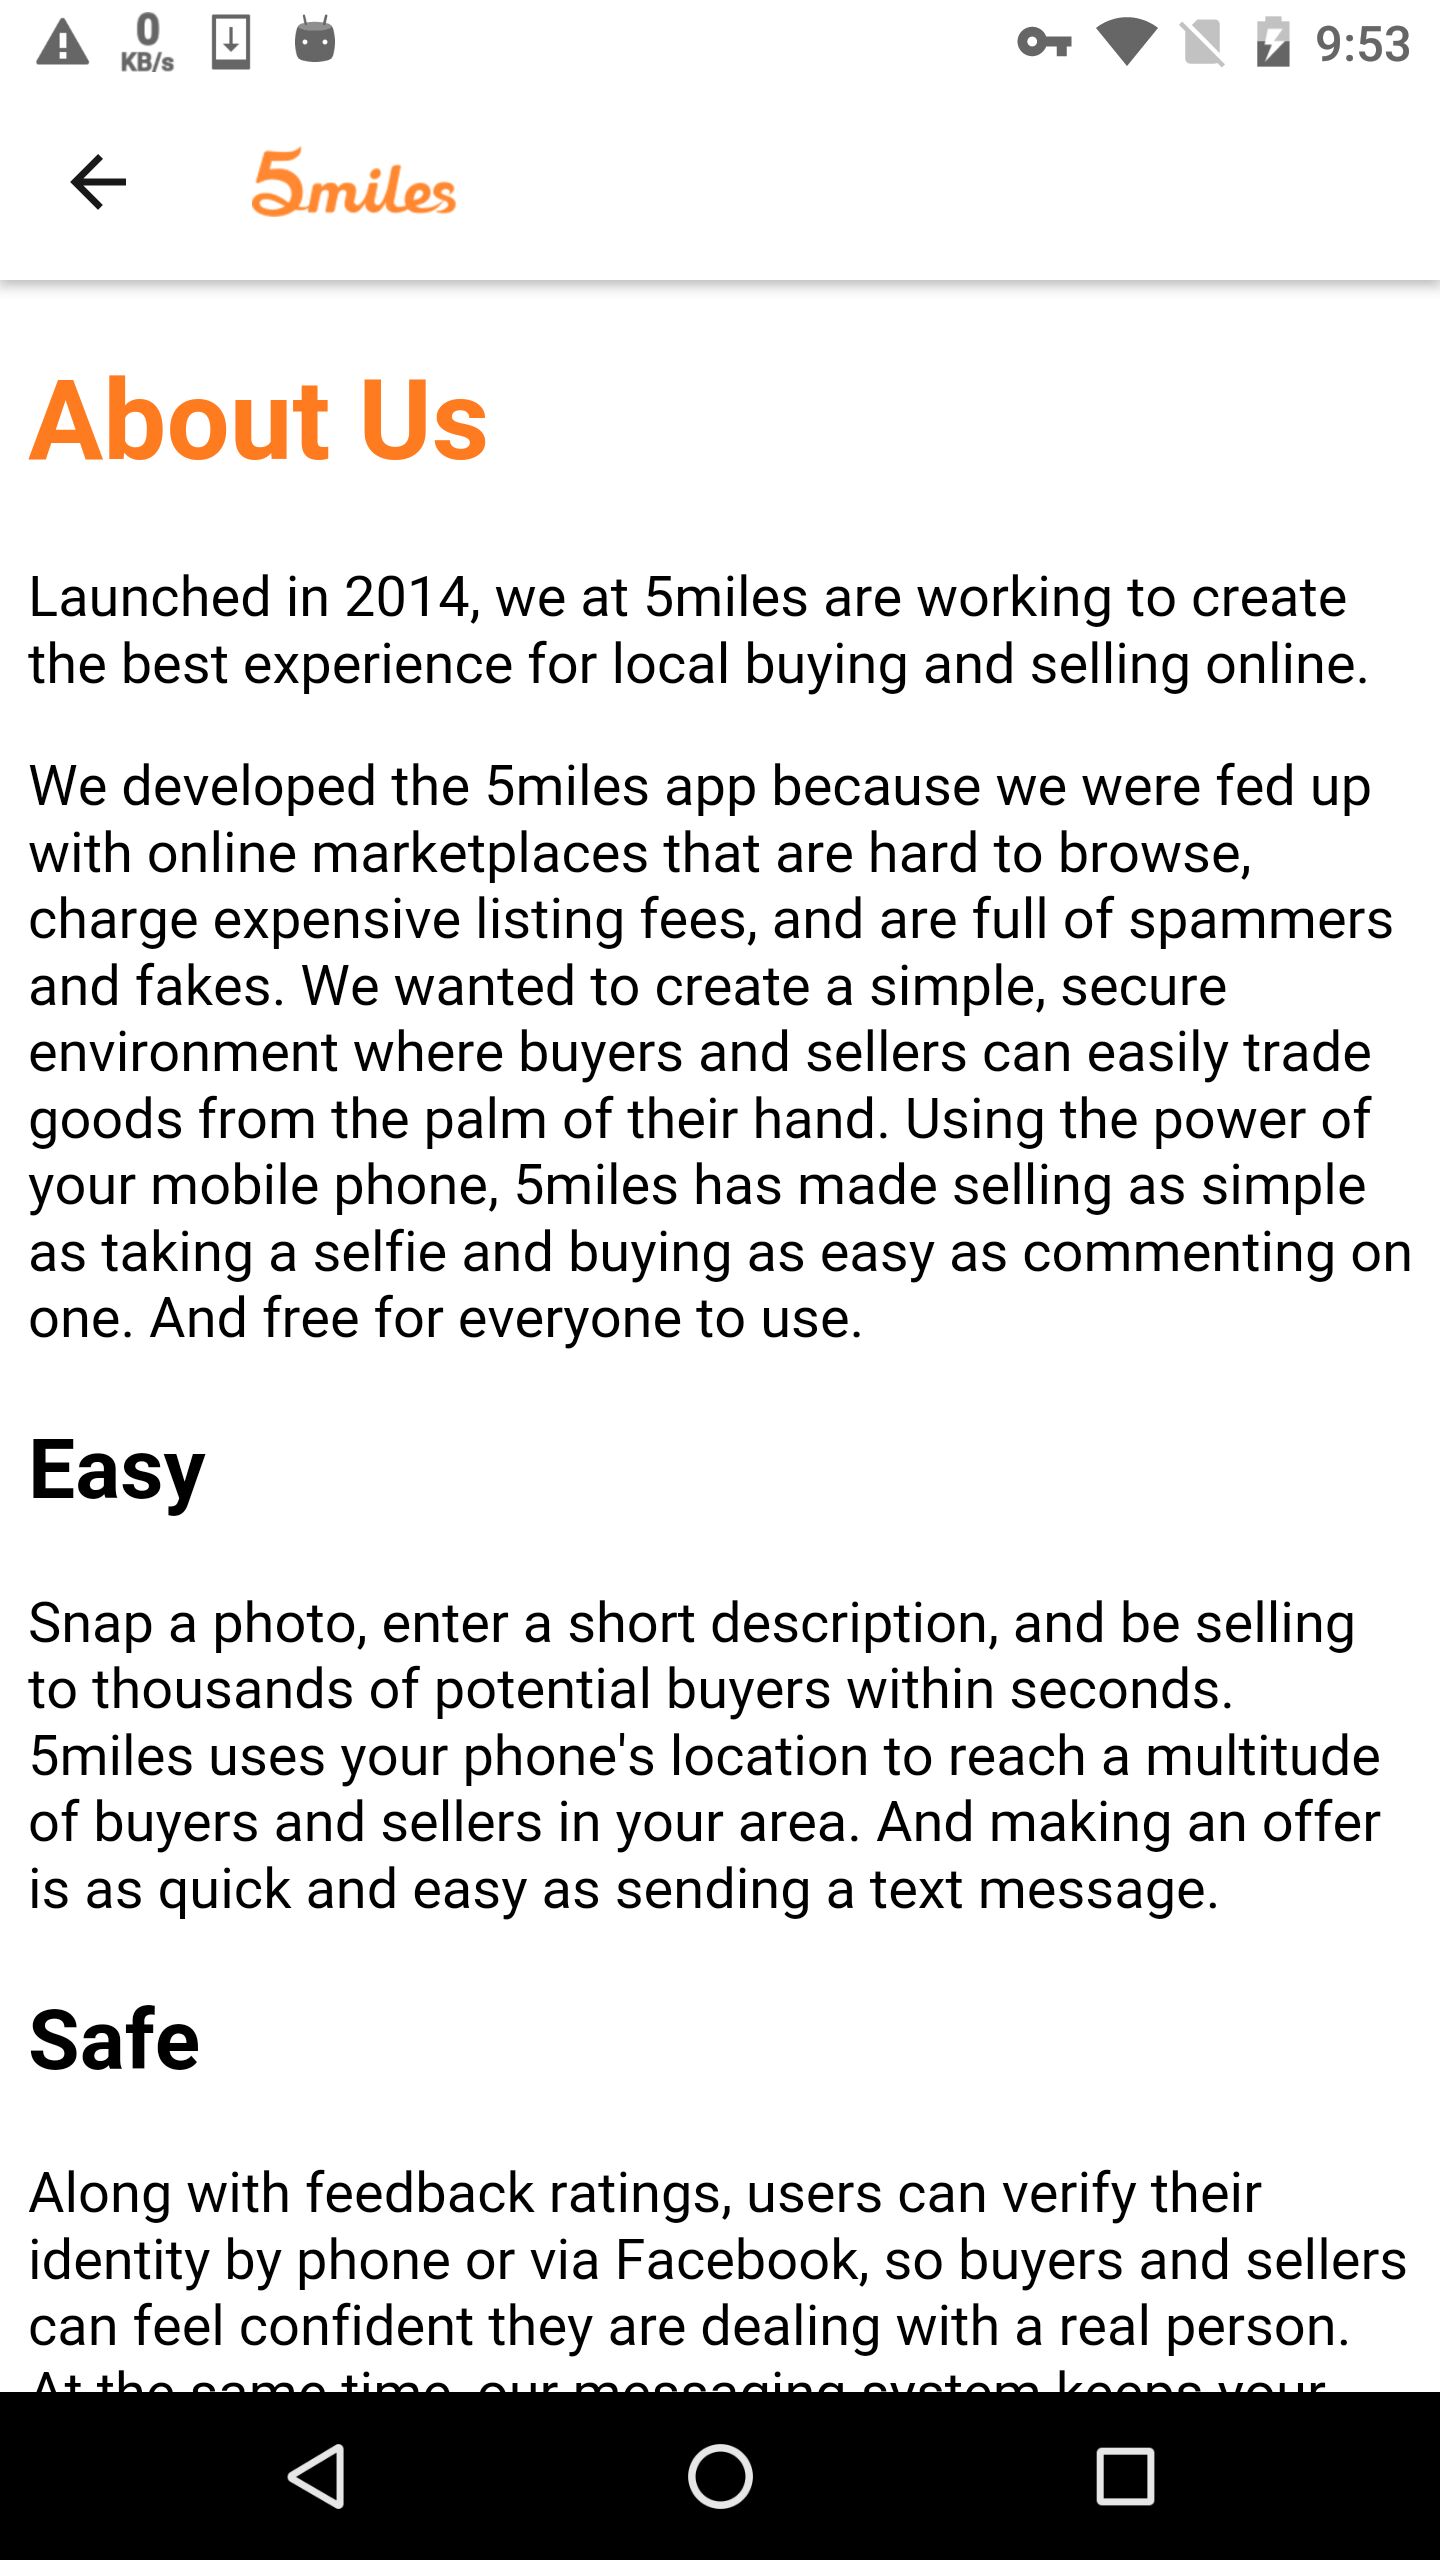 0
KB/s
9:53
5miles
About Us
Launched in 2014, we at 5miles are working to create
the best experience for local buying and selling online.
We developed the 5miles app because we were fed up
with online marketplaces that are hard to browse,
charge expensive listing fees, and are full of spammers
and fakes. We wanted to create a simple, secure
environment where buyers and sellers can easily trade
goods from the palm of their hand. Using the power of
your mobile phone, 5miles has made selling as simple
as taking a selfie and buying as easy as commenting on
one. And free for everyone to use.
Easy
Snap a photo, enter a short description, and be selling
to thousands of potential buyers within seconds.
5miles uses your phone's location to reach a multitude
of buyers and sellers in your area. And making an offer
is as quick and easy as sending a text message.
Safe
Along with feedback ratings, users can verify their
identity by phone or via Facebook, so buyers and sellers
can feel confident they are dealing with a real person.
At the same time, our messaging system keeps your